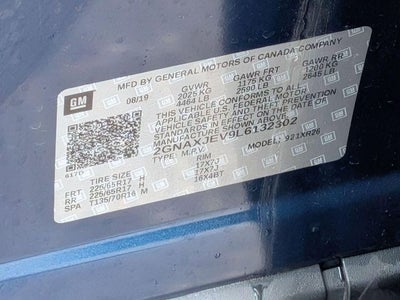 GM
MFD BY GENERAL MOTORS OF CANADA COMPANY
08/19
GVWR
2025 KG
4464 LB
GAWR FRT
1175 KG
2590 LB
GAWR RR
1200 KG
2645 LB
THIS VEHICLE CONFORMS TO ALL
APPLICABLE U.S. FEDERAL MOTOR
VEHICLE SAFETY AND THEFT PREVENTION
STANDARDS IN EFFECT ON THE DATE OF
MANUFACTURE SHOWN ABOVE.
2GNAXJEV9L6132302
TYPE: M.P.V. MODEL: 921XR26
TIRE SIZE RIM
FRT 225/65R17 H 17X7J
RR 225/65R17 H 17X7J
SPA T135/70R16 M 16X4BT